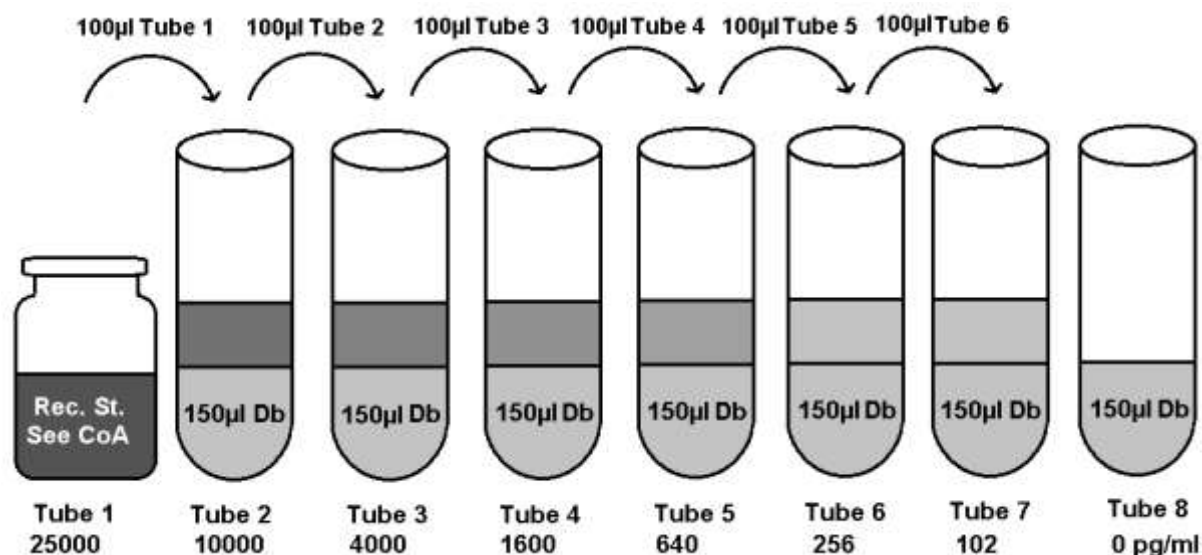 100µl Tube 1 100µl Tube 2 100µl Tube 3 100µl Tube 4 100µl Tube 5 100µl Tube 6
Rec. St.
See CoA
150µl Db 150µl Db 150µl Db 150µl Db 150µl Db 150µl Db 150µl Db
Tube 1 Tube 2 Tube 3 Tube 4 Tube 5 Tube 6 Tube 7 Tube 8
25000 10000 4000 1600 640 256 102 0 pg/ml